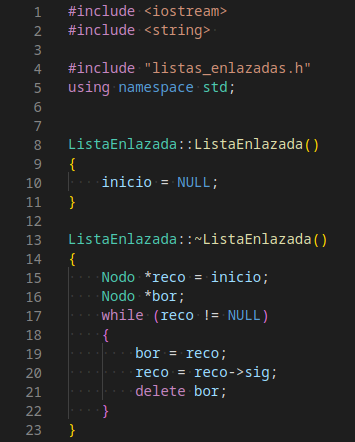 1 #include <iostream>
2 #include <string>
3
4 #include "listas_enlazadas.h"
5 using namespace std;
6
7
8 ListaEnlazada::ListaEnlazada()
9 {
10     inicio = NULL;
11 }
12
13 ListaEnlazada::~ListaEnlazada()
14 {
15     Nodo *reco = inicio;
16     Nodo *bor;
17     while (reco != NULL)
18     {
19         bor = reco;
20         reco = reco->sig;
21         delete bor;
22     }
23 }